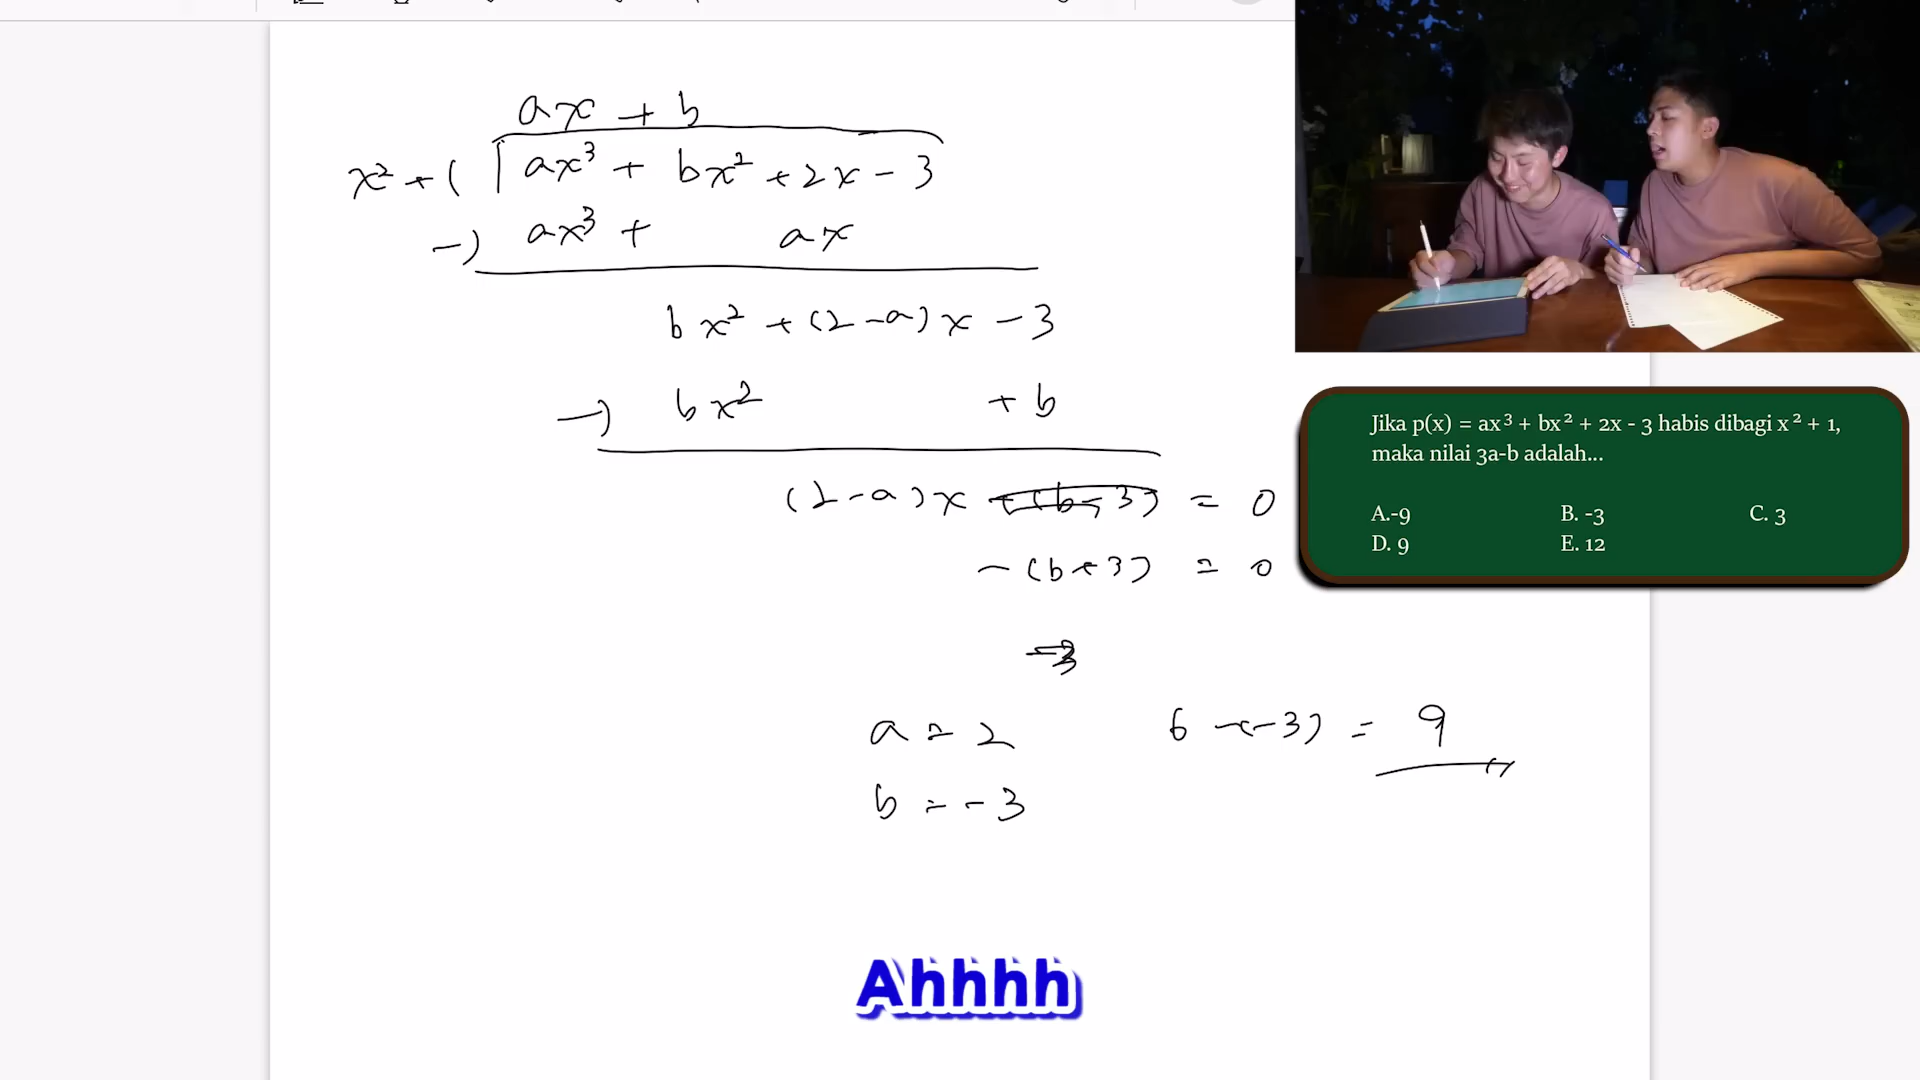 ax + b
x² + ( ax³ + bx² + 2x - 3
-) ax³ + ax
bx² + (2-a)x - 3
-) bx² + b
(2-a)x = 0
-(b+3) = 0
a = 2
b = -3
6 -(-3) = 9
Jika p(x) = ax³ + bx² + 2x - 3 habis dibagi x² + 1,
maka nilai 3a-b adalah...
A.-9 B. -3 C. 3
D. 9 E. 12
Ahhhh